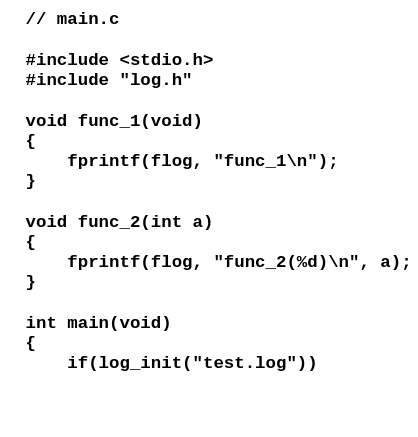 // main.c

#include <stdio.h>
#include "log.h"

void func_1(void)
{
    fprintf(flog, "func_1\n");
}

void func_2(int a)
{
    fprintf(flog, "func_2(%d)\n", a);
}

int main(void)
{
    if(log_init("test.log"))